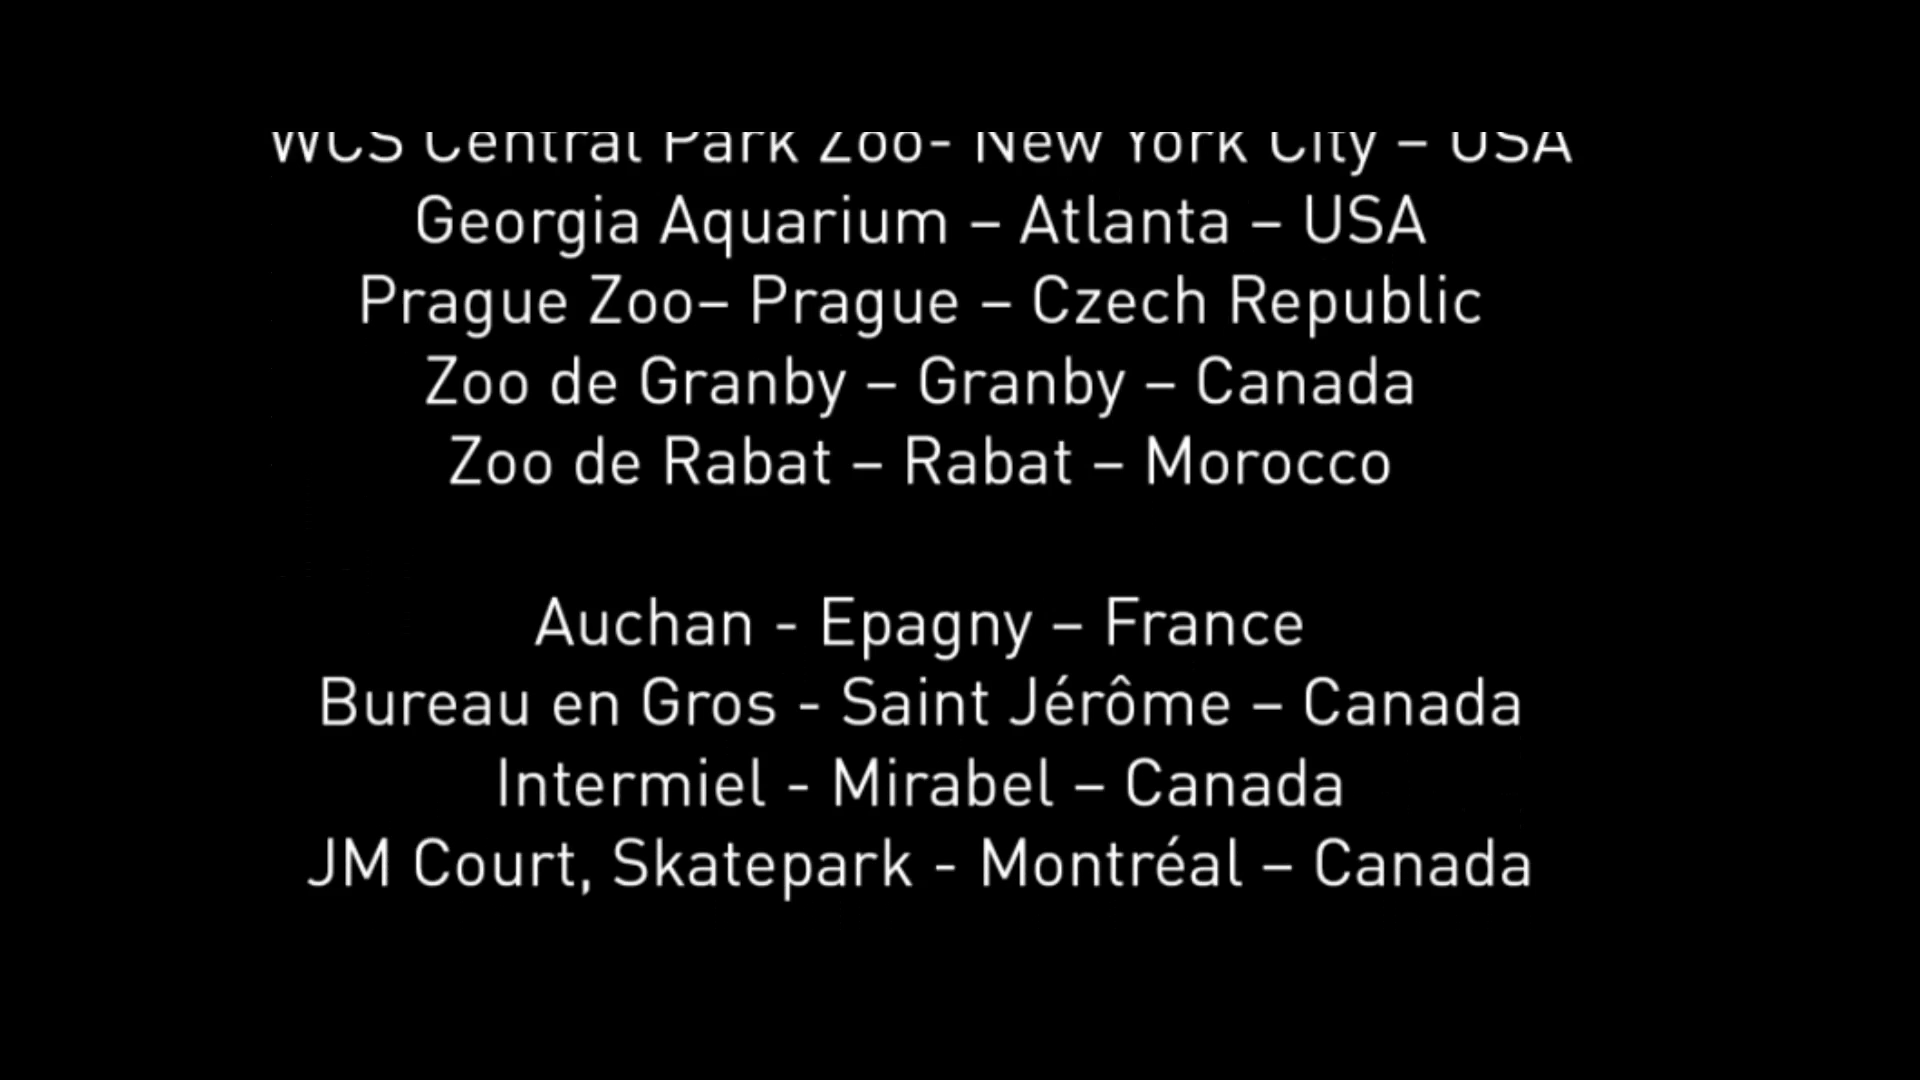 WCS Central Park Zoo- New York City – USA
Georgia Aquarium – Atlanta – USA
Prague Zoo– Prague – Czech Republic
Zoo de Granby – Granby – Canada
Zoo de Rabat – Rabat – Morocco
Auchan - Epagny – France
Bureau en Gros - Saint Jérôme – Canada
Intermiel - Mirabel – Canada
JM Court, Skatepark - Montréal – Canada